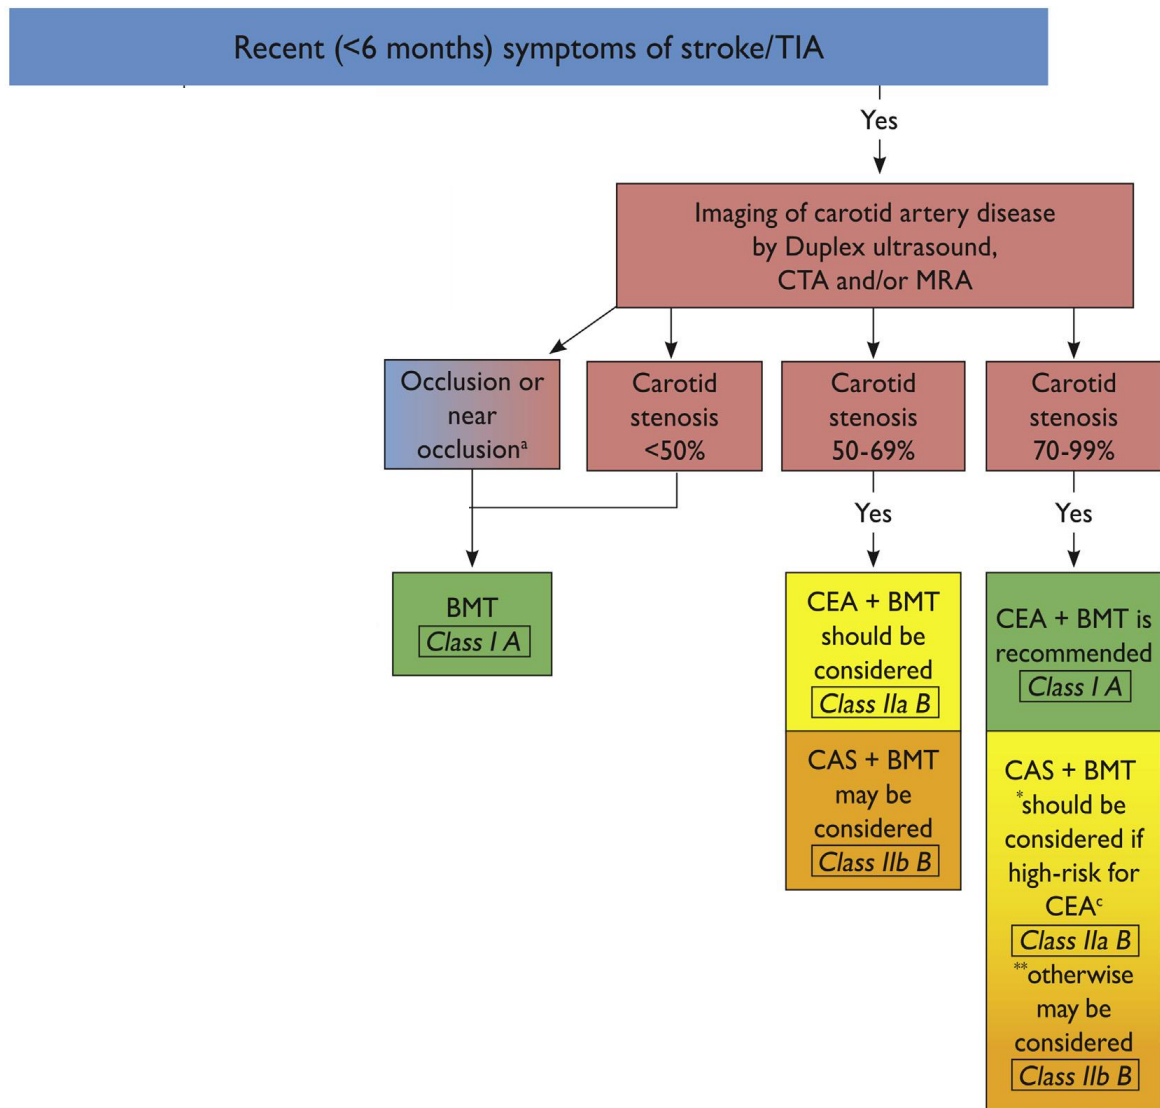 Recent (<6 months) symptoms of stroke/TIA
Yes
Imaging of carotid artery disease
by Duplex ultrasound,
CTA and/or MRA
Occlusion or
near
occlusionᵃ
Carotid
stenosis
<50%
Carotid
stenosis
50-69%
Carotid
stenosis
70-99%
Yes
Yes
BMT
Class I A
CEA + BMT
should be
considered
Class IIa B
CAS + BMT
may be
considered
Class IIb B
CEA + BMT is
recommended
Class I A
CAS + BMT
*should be
considered if
high-risk for
CEAᶜ
Class IIa B
**otherwise
may be
considered
Class IIb B